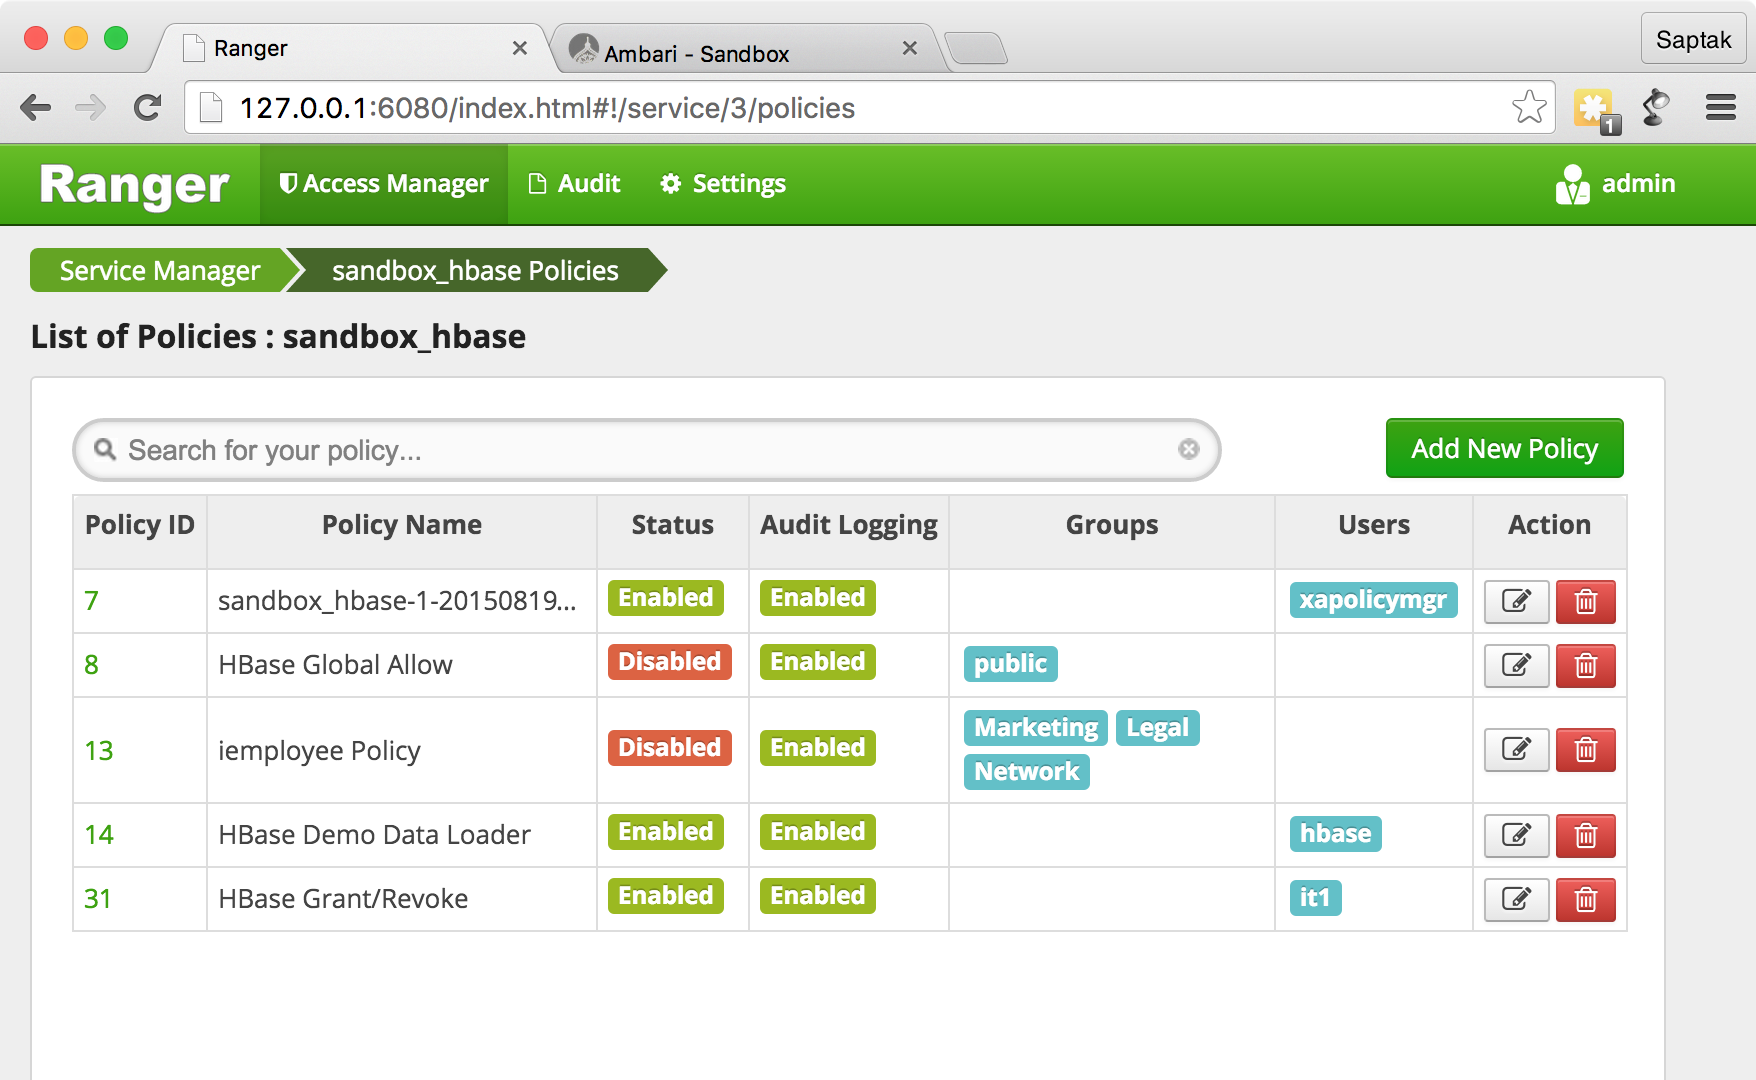 Ranger
Ambari - Sandbox
Saptak
127.0.0.1:6080/index.html#!/service/3/policies
1
Ranger Access Manager Audit Settings admin
Service Manager sandbox_hbase Policies
List of Policies : sandbox_hbase
Search for your policy...
Add New Policy
Policy ID Policy Name Status Audit Logging Groups Users Action
7 sandbox_hbase-1-20150819... Enabled Enabled xapolicymgr
8 HBase Global Allow Disabled Enabled public
13 iemployee Policy Disabled Enabled Marketing Legal
Network
14 HBase Demo Data Loader Enabled Enabled hbase
31 HBase Grant/Revoke Enabled Enabled it1